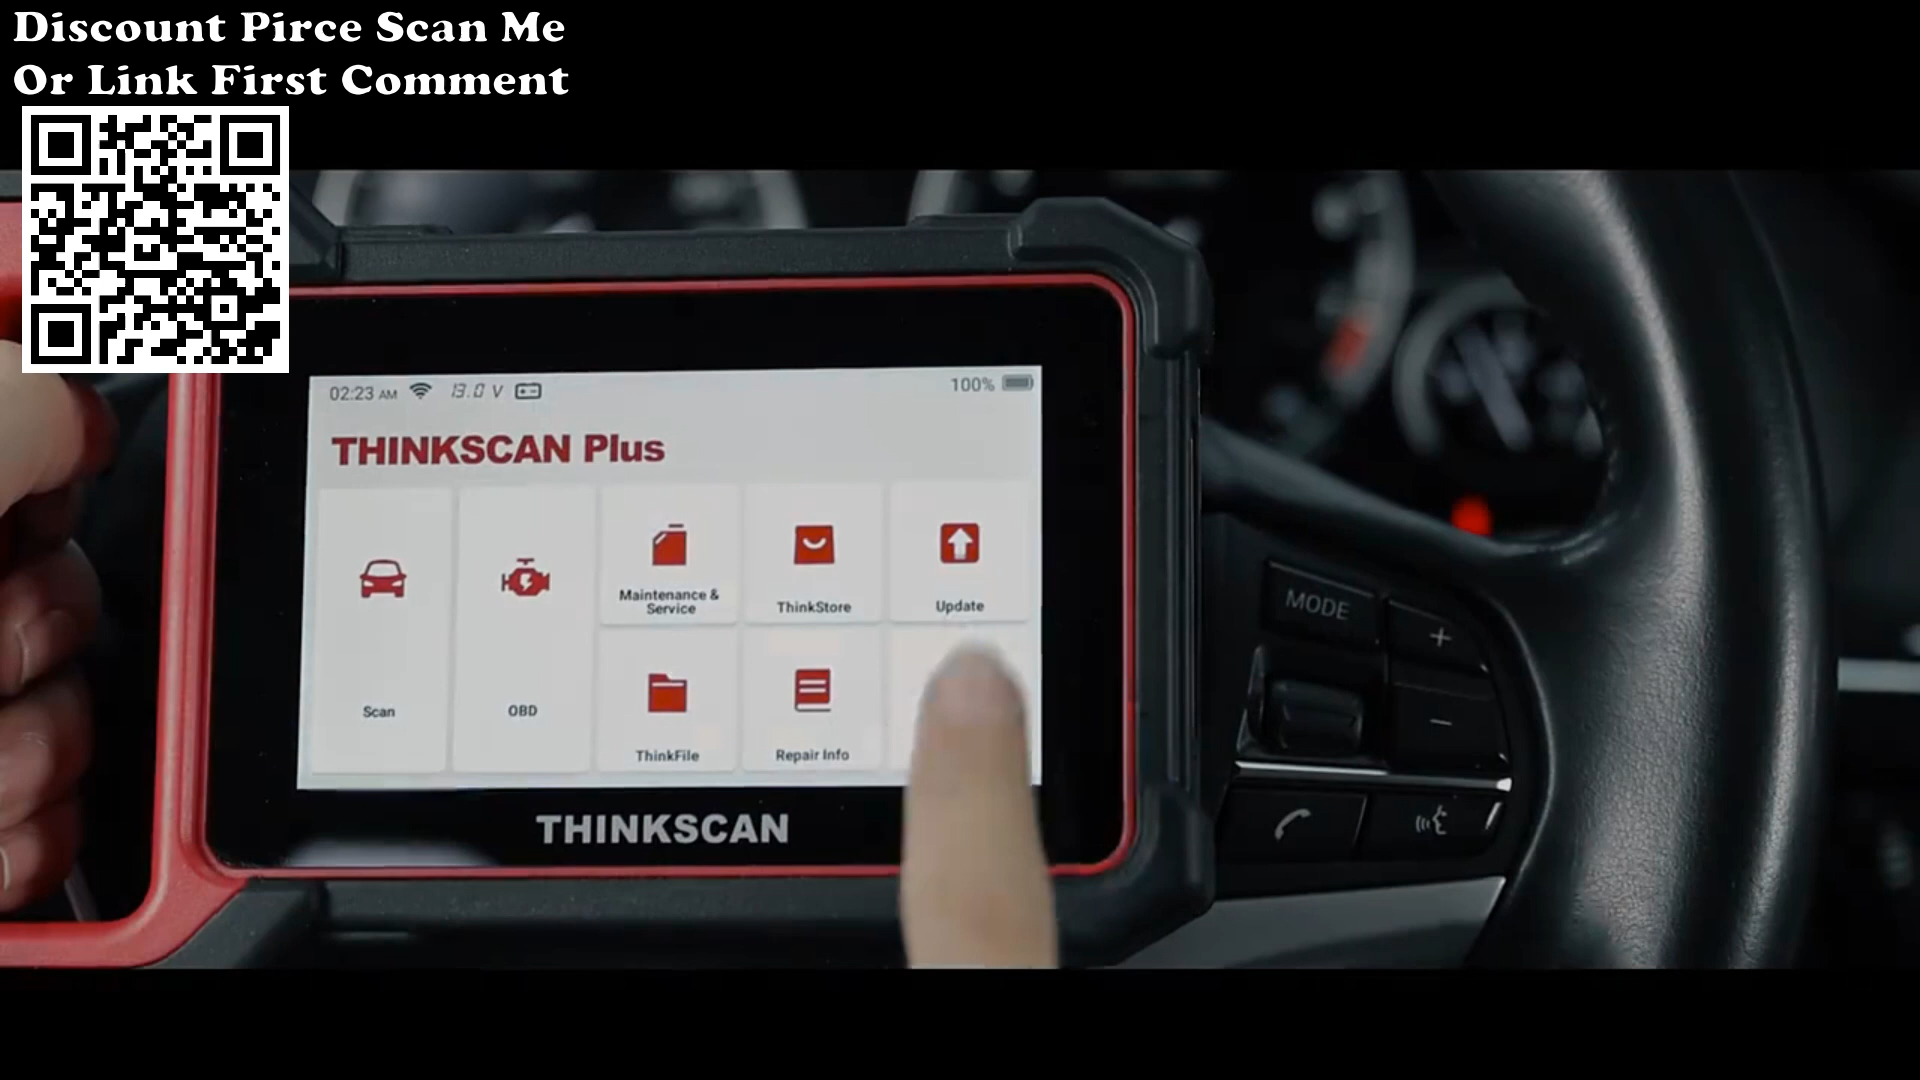 Discount Pirce Scan Me
Or Link First Comment
02:23 AM 13.0 V 100%
THINKSCAN Plus
Scan
OBD
Maintenance &
Service
ThinkStore
Update
ThinkFile
Repair Info
THINKSCAN
MODE
+
−